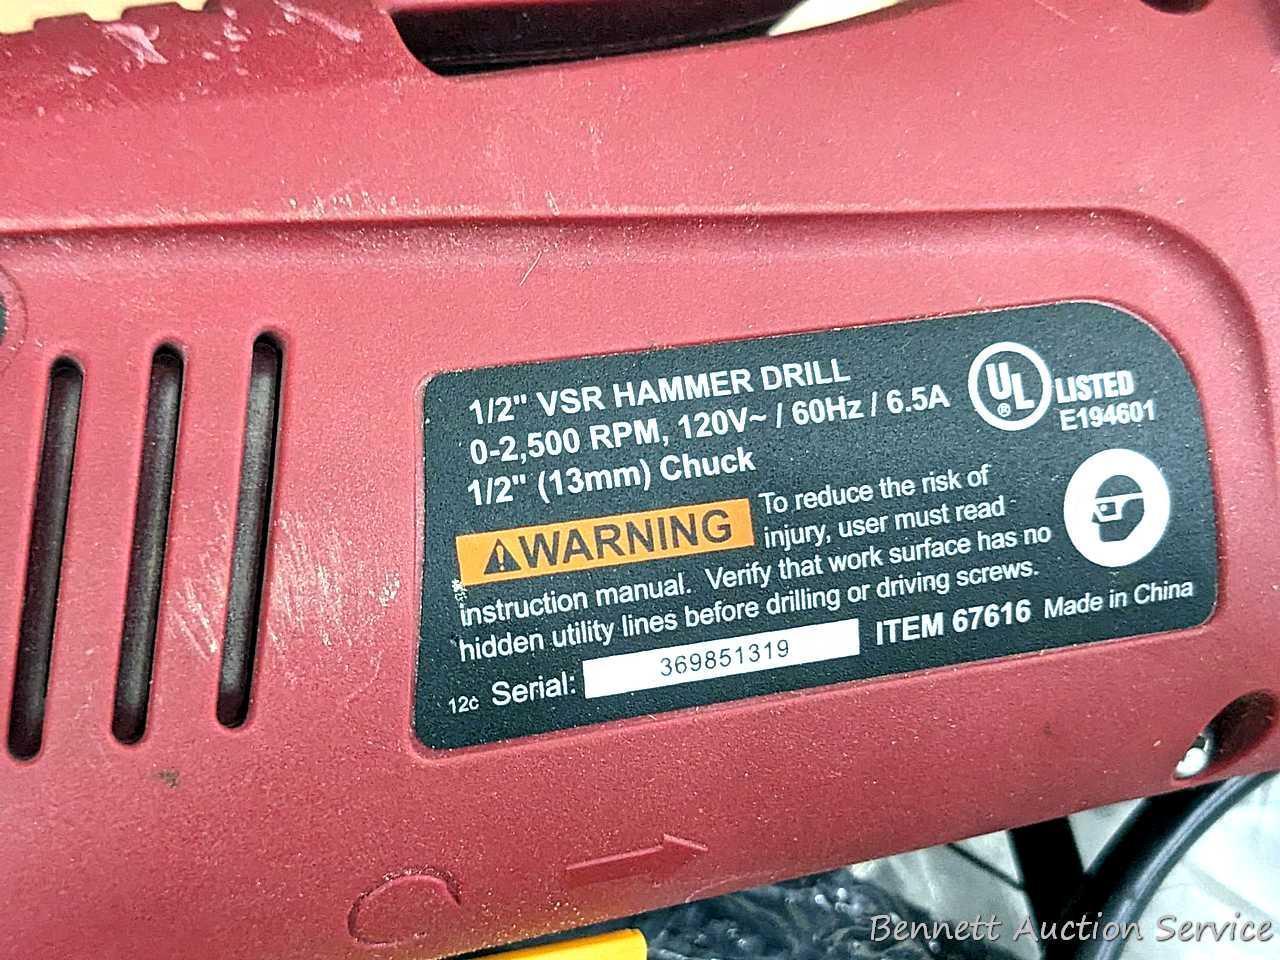 1/2" VSR HAMMER DRILL
0-2,500 RPM, 120V~ / 60Hz / 6.5A
1/2" (13mm) Chuck
UL
®
LISTED
E194601
WARNING
To reduce the risk of
injury, user must read
instruction manual. Verify that work surface has no
hidden utility lines before drilling or driving screws.
12c Serial: 369851319 ITEM 67616 Made in China
Bennett Auction Service